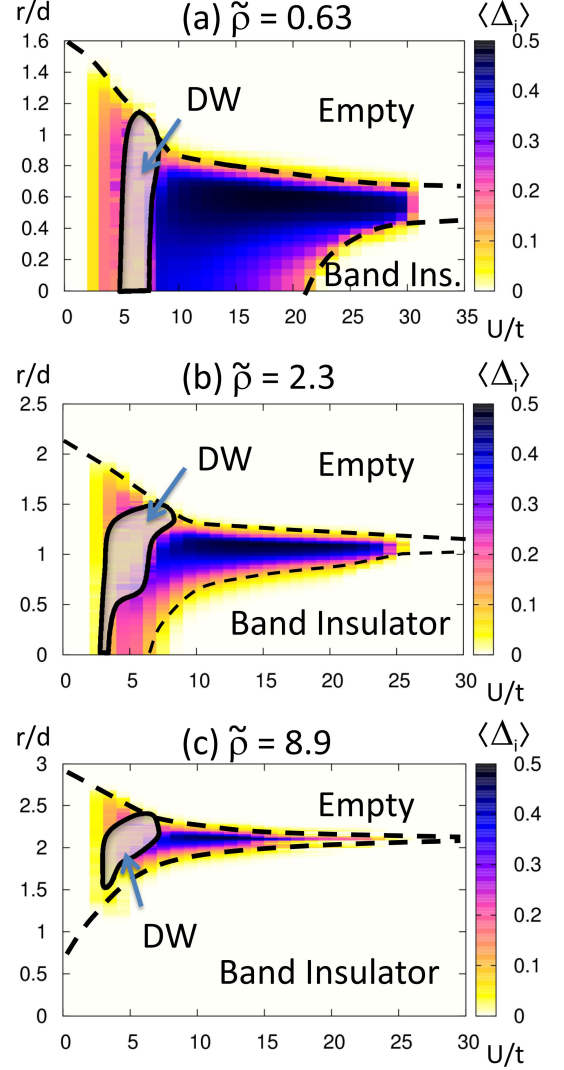 r/d (a) ρ̃ = 0.63 ⟨Δi⟩
1.6 0.5
1.4
DW Empty
1.2 0.4
1 0.3
0.8
0.6 0.2
0.4 0.1
0.2 Band Ins.
0 0
0 5 10 15 20 25 30 35
U/t
r/d (b) ρ̃ = 2.3 ⟨Δi⟩
2.5 0.5
DW Empty
2 0.4
1.5 0.3
1 0.2
0.5 Band Insulator 0.1
0 0
0 5 10 15 20 25 30 U/t
r/d (c) ρ̃ = 8.9 ⟨Δi⟩
3 0.5
2.5 Empty 0.4
2 0.3
1.5
1 DW 0.2
0.5 Band Insulator 0.1
0 0
0 5 10 15 20 25 30 U/t